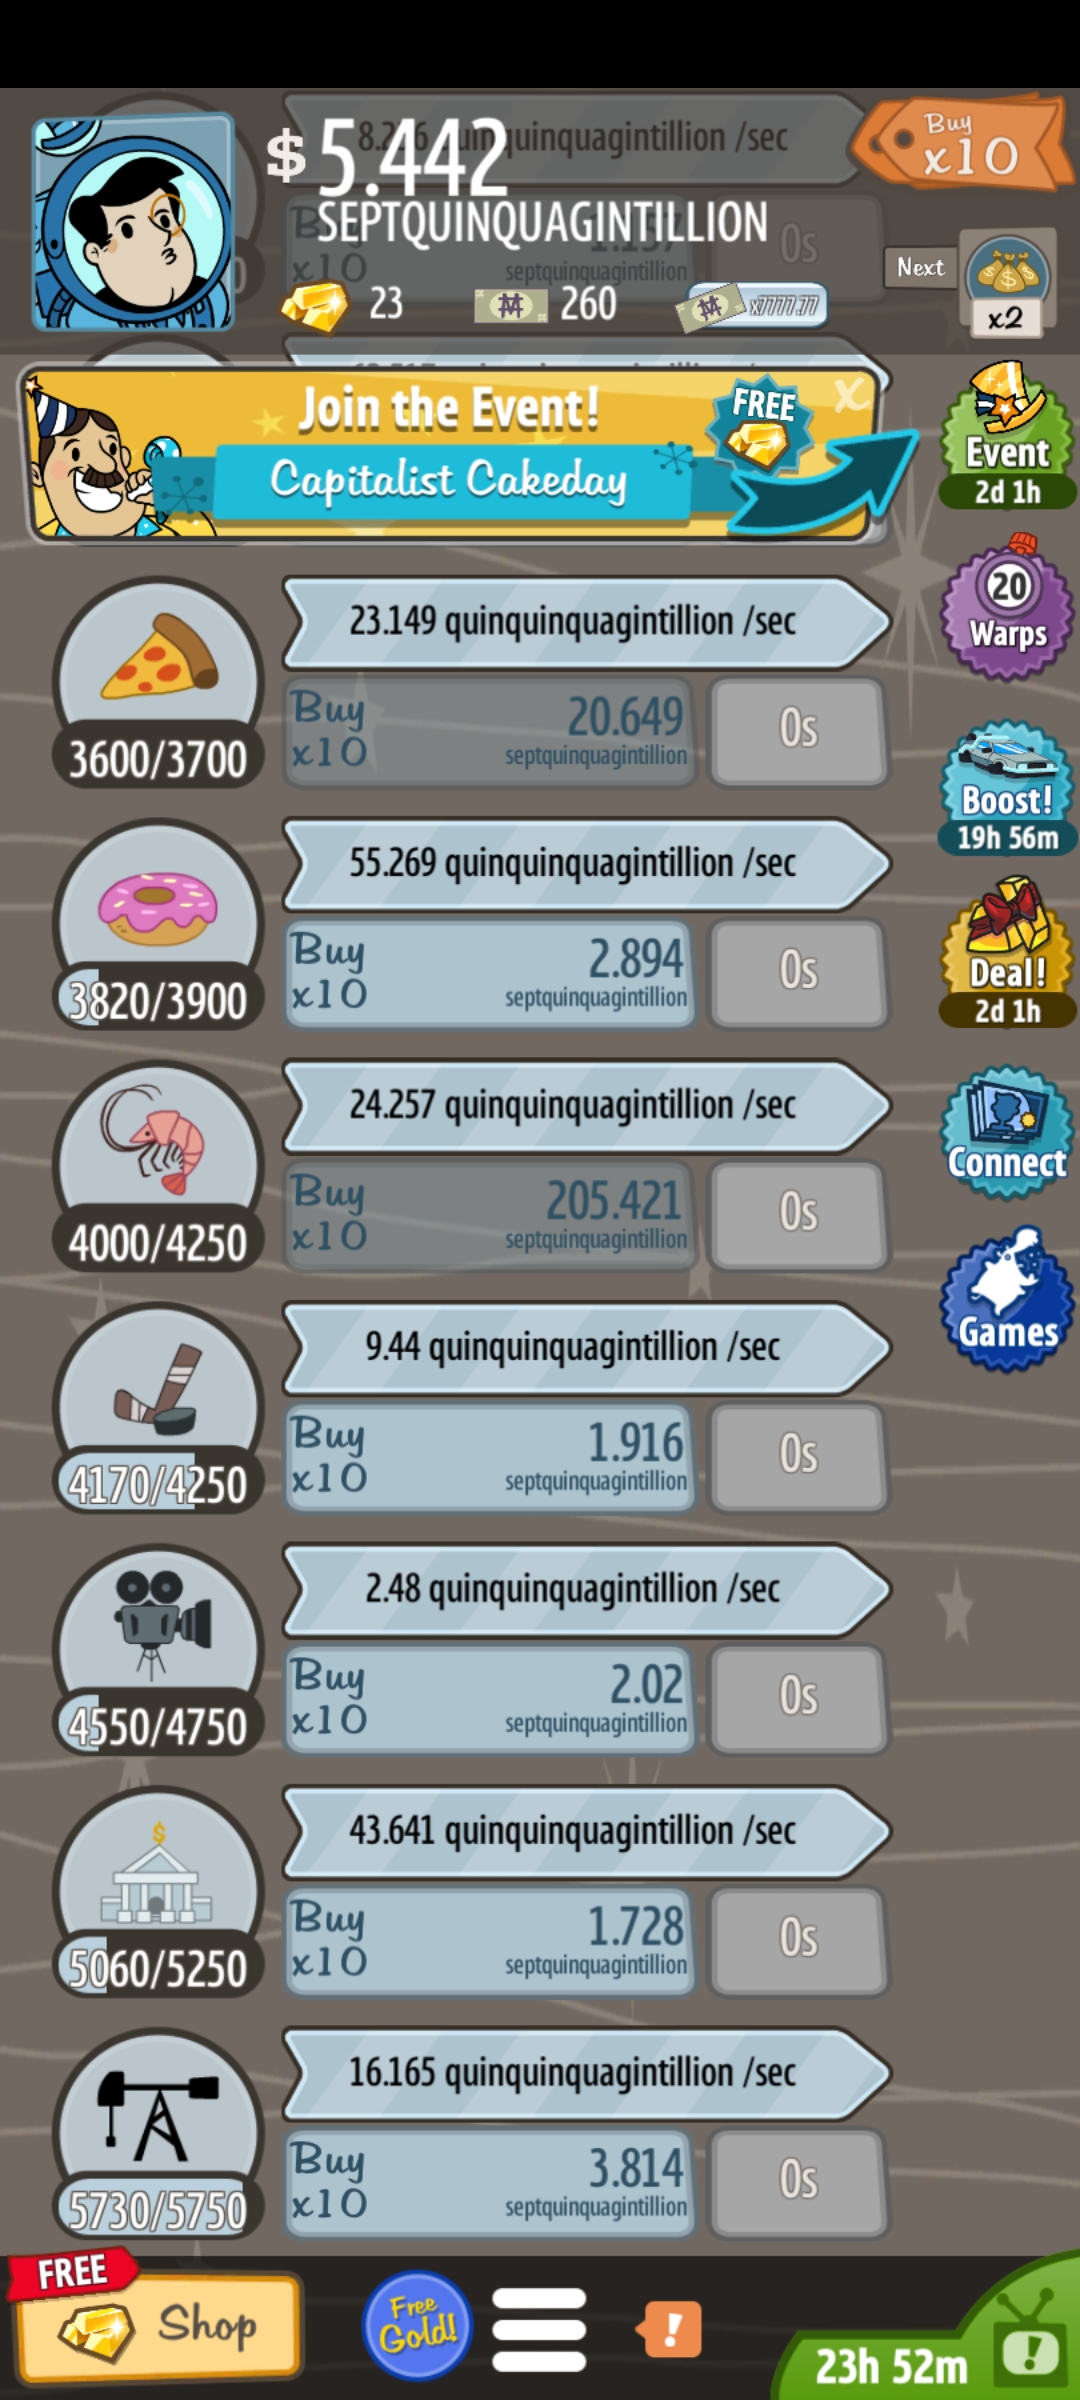 $ 5.442
SEPTQUINQUAGINTILLION
Buy
x10
Buy
x10
septquinquagintillion
0s
23
260
x7777.77
Next
x2
Join the Event!
Capitalist Cakeday
FREE
x
Event
2d 1h
20
Warps
23.149 quinquinquagintillion /sec
3600/3700
Buy
x10
20.649
septquinquagintillion
0s
Boost!
19h 56m
55.269 quinquinquagintillion /sec
3820/3900
Buy
x10
2.894
septquinquagintillion
0s
Deal!
2d 1h
24.257 quinquinquagintillion /sec
4000/4250
Buy
x10
205.421
septquinquagintillion
0s
Connect
Games
9.44 quinquinquagintillion /sec
4170/4250
Buy
x10
1.916
septquinquagintillion
0s
2.48 quinquinquagintillion /sec
4550/4750
Buy
x10
2.02
septquinquagintillion
0s
43.641 quinquinquagintillion /sec
5060/5250
Buy
x10
1.728
septquinquagintillion
0s
16.165 quinquinquagintillion /sec
5730/5750
Buy
x10
3.814
septquinquagintillion
0s
FREE
Shop
Free
Gold!
!
23h 52m
!